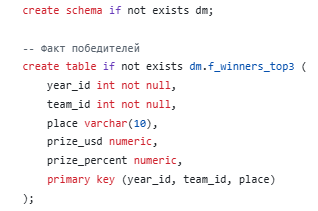 create schema if not exists dm;

-- Факт победителей
create table if not exists dm.f_winners_top3 (
    year_id int not null,
    team_id int not null,
    place varchar(10),
    prize_usd numeric,
    prize_percent numeric,
    primary key (year_id, team_id, place)
);